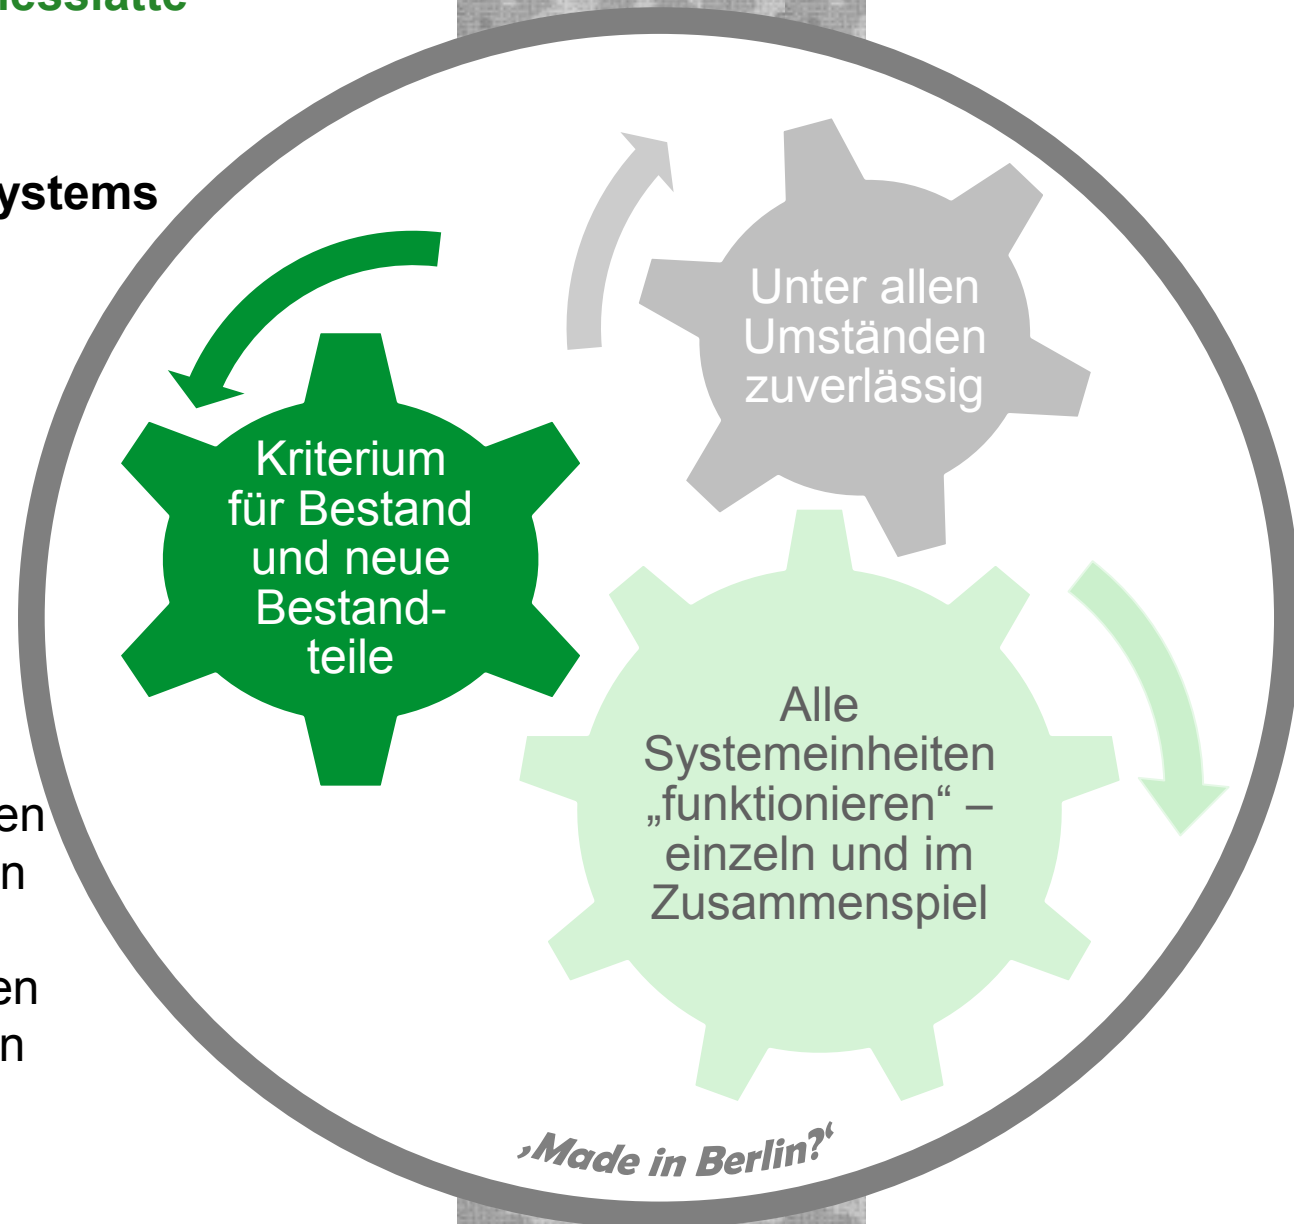 ystems
Unter allen
Umständen
zuverlässig
Kriterium
für Bestand
und neue
Bestand-
teile
Alle
Systemeinheiten
„funktionieren“ –
einzeln und im
Zusammenspiel
en
n
en
n
‚Made in Berlin?‘